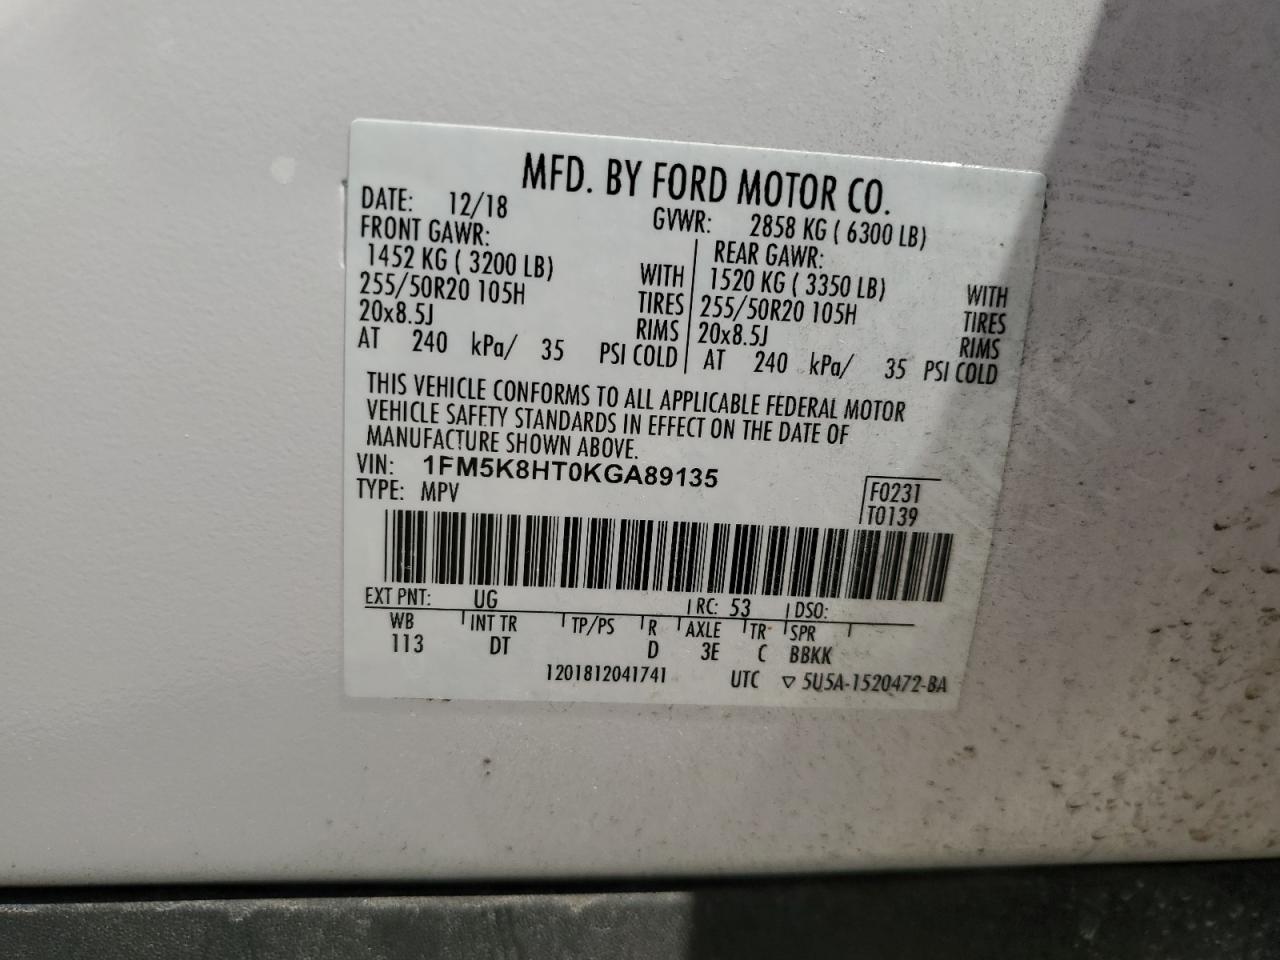 MFD. BY FORD MOTOR CO.
DATE: 12/18 GVWR: 2858 KG ( 6300 LB)
FRONT GAWR: REAR GAWR:
1452 KG ( 3200 LB) WITH 1520 KG ( 3350 LB) WITH
255/50R20 105H TIRES 255/50R20 105H TIRES
20x8.5J RIMS 20x8.5J RIMS
AT 240 kPa/ 35 PSI COLD AT 240 kPa/ 35 PSI COLD
THIS VEHICLE CONFORMS TO ALL APPLICABLE FEDERAL MOTOR
VEHICLE SAFETY STANDARDS IN EFFECT ON THE DATE OF
MANUFACTURE SHOWN ABOVE.
VIN: 1FM5K8HT0KGA89135
TYPE: MPV F0231
T0139
EXT PNT: UG RC: 53 DSO:
WB INT TR TP/PS R AXLE TR SPR
113 DT D 3E C BBKK
1201812041741 UTC ▽ 5U5A-1520472-BA